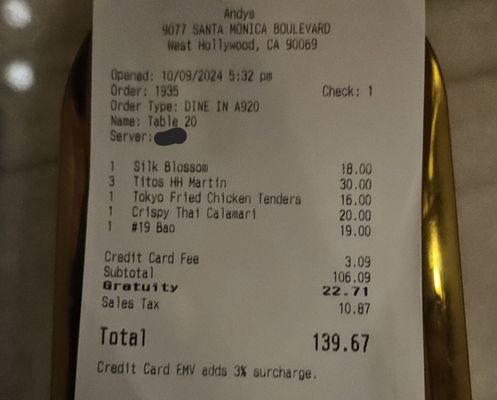 Andys
9077 SANTA MONICA BOULEVARD
West Hollywood, CA 90069
Opened: 10/09/2024 5:32 pm
Order: 1935 Check: 1
Order Type: DINE IN A920
Name: Table 20
Server:
1 Silk Blossom 18.00
3 Titos HH Martin 30.00
1 Tokyo Fried Chicken Tenders 16.00
1 Crispy Thai Calamari 20.00
1 #19 Bao 19.00
Credit Card Fee 3.09
Subtotal 106.09
Gratuity 22.71
Sales Tax 10.87
Total 139.67
Credit Card EMV adds 3% surcharge.